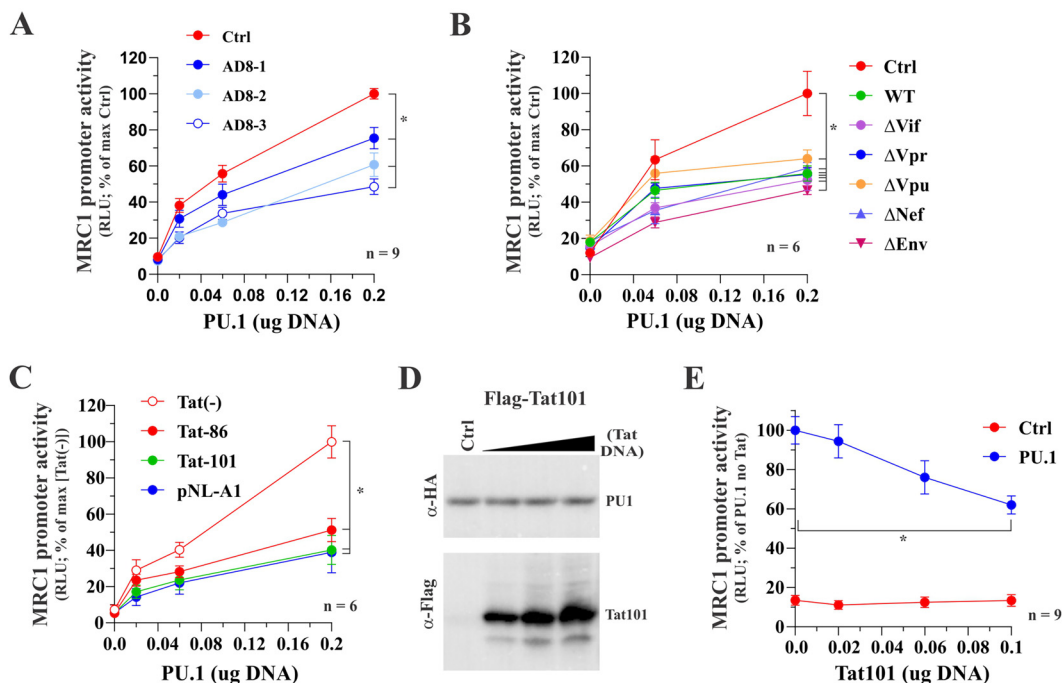 A
MRC1 promoter activity
(RLU; % of max Ctrl)
120
100
80
60
40
20
0
0.0
0.04
0.08
0.12
0.16
0.2
PU.1 (ug DNA)
Ctrl
AD8-1
AD8-2
AD8-3
*
n = 9
B
MRC1 promoter activity
(RLU; % of max Ctrl)
120
100
80
60
40
20
0
0.0
0.04
0.08
0.12
0.16
0.2
PU.1 (ug DNA)
Ctrl
WT
ΔVif
ΔVpr
ΔVpu
ΔNef
ΔEnv
*
n = 6
C
MRC1 promoter activity
(RLU; % of max [Tat(-)])
120
100
80
60
40
20
0
0.0
0.04
0.08
0.12
0.16
0.2
PU.1 (ug DNA)
Tat(-)
Tat-86
Tat-101
pNL-A1
*
n = 6
D
Flag-Tat101
Ctrl
(Tat
DNA)
α-HA
PU1
α-Flag
Tat101
E
MRC1 promoter activity
(RLU; % of PU.1 no Tat)
100
80
60
40
20
0
0.0
0.02
0.04
0.06
0.08
0.1
Tat101 (ug DNA)
Ctrl
PU.1
*
n = 9